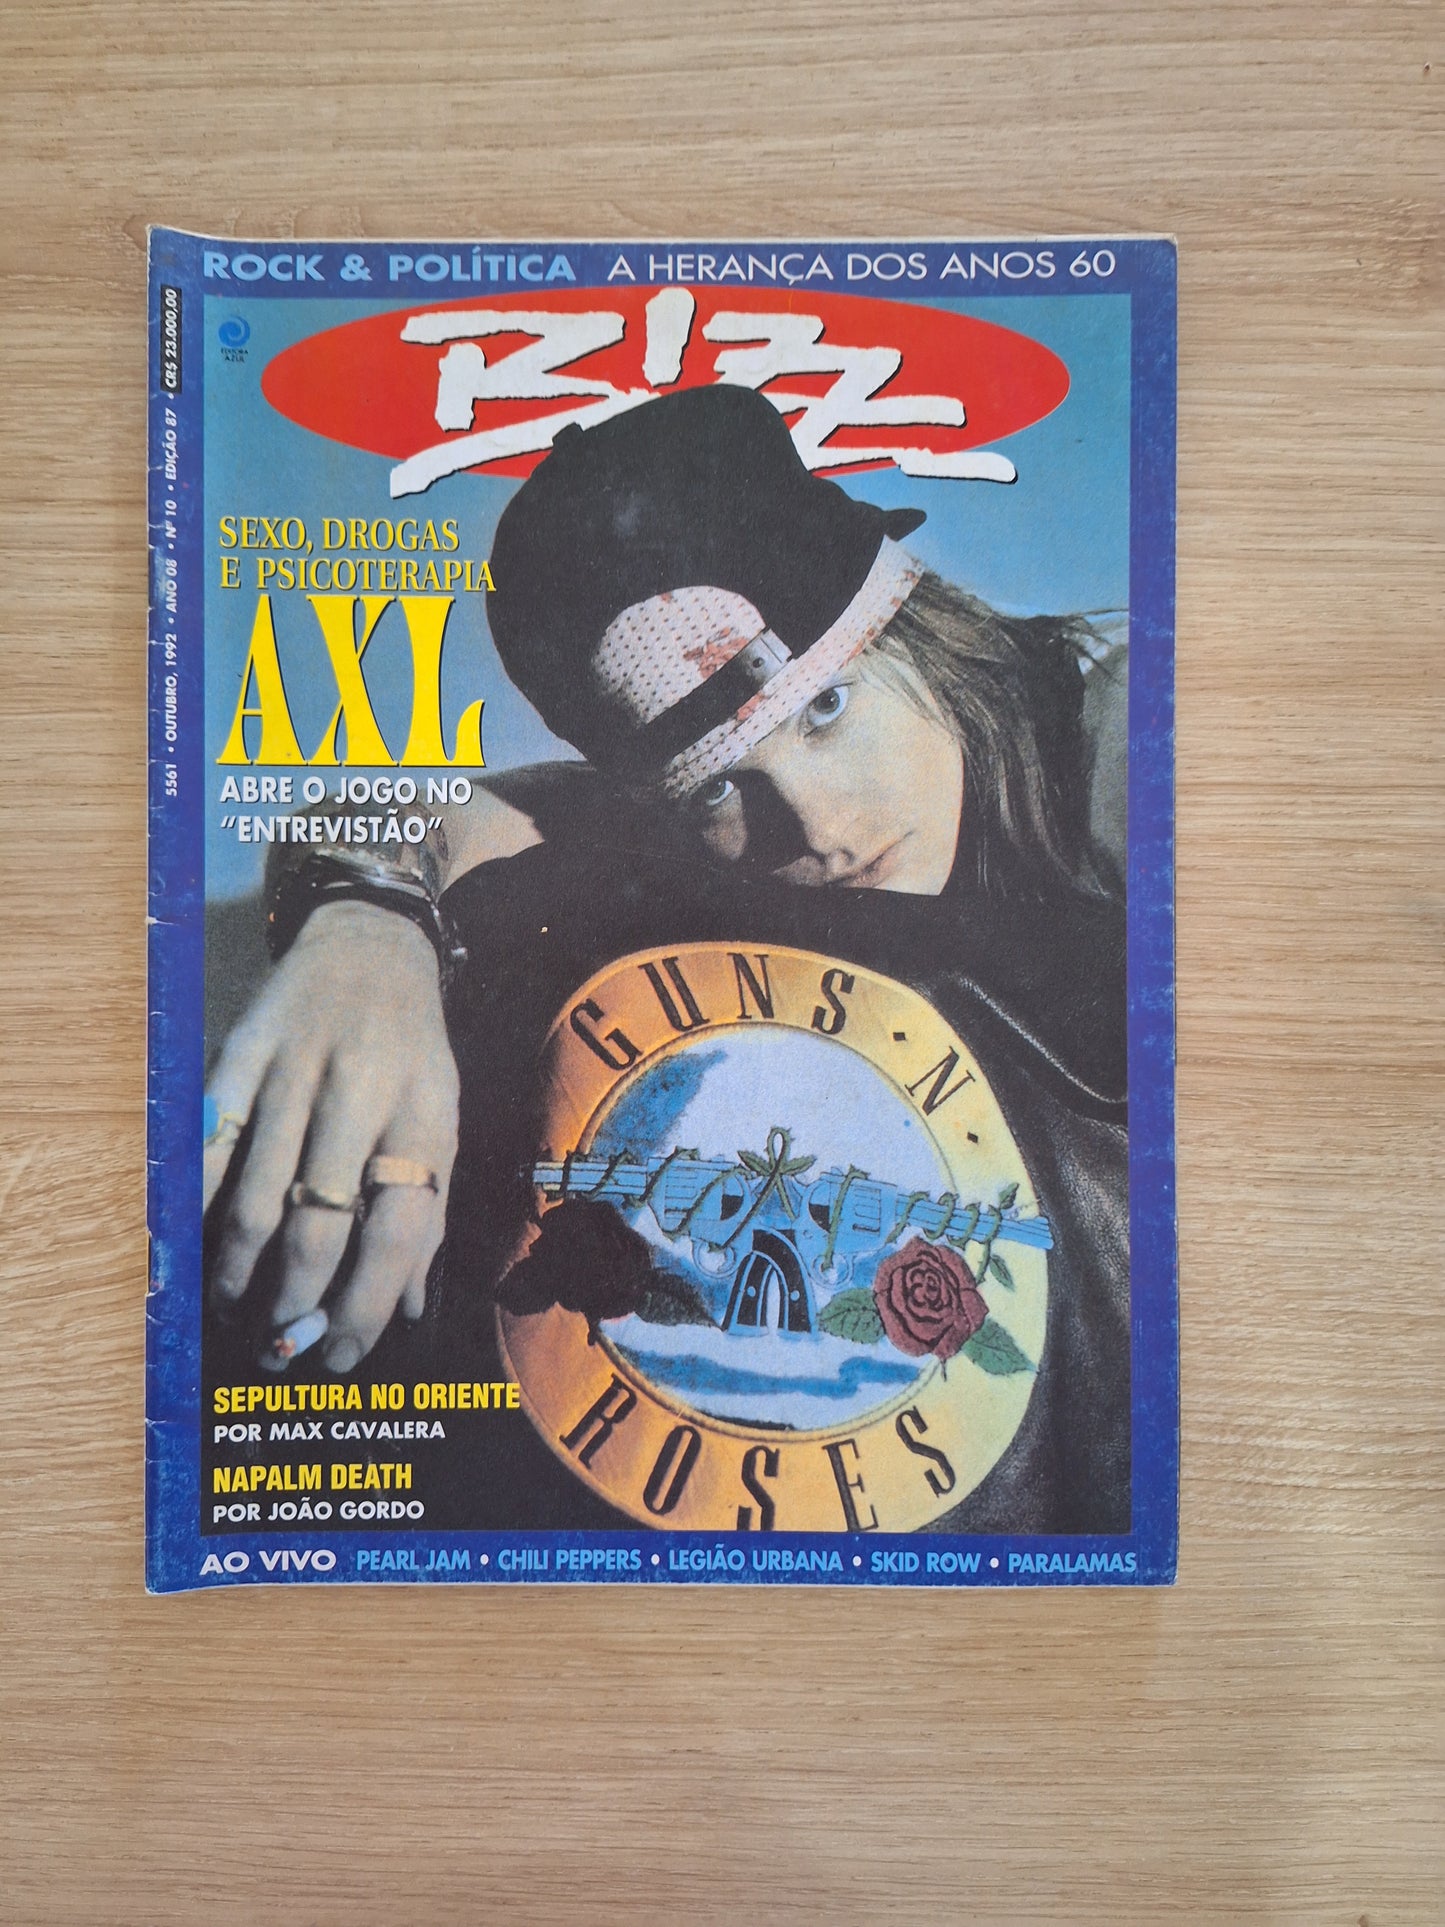 ROCK & POLÍTICA A HERANÇA DOS ANOS 60
BIZZ
EDITORA
AZUL
5561 • OUTUBRO, 1992 • ANO 08 • Nº 10 • EDIÇÃO 87 • CR$ 23.000,00
SEXO, DROGAS
E PSICOTERAPIA
AXL
ABRE O JOGO NO
"ENTREVISTÃO"
GUNS • N •
ROSES
SEPULTURA NO ORIENTE
POR MAX CAVALERA
NAPALM DEATH
POR JOÃO GORDO
AO VIVO PEARL JAM • CHILI PEPPERS • LEGIÃO URBANA • SKID ROW • PARALAMAS